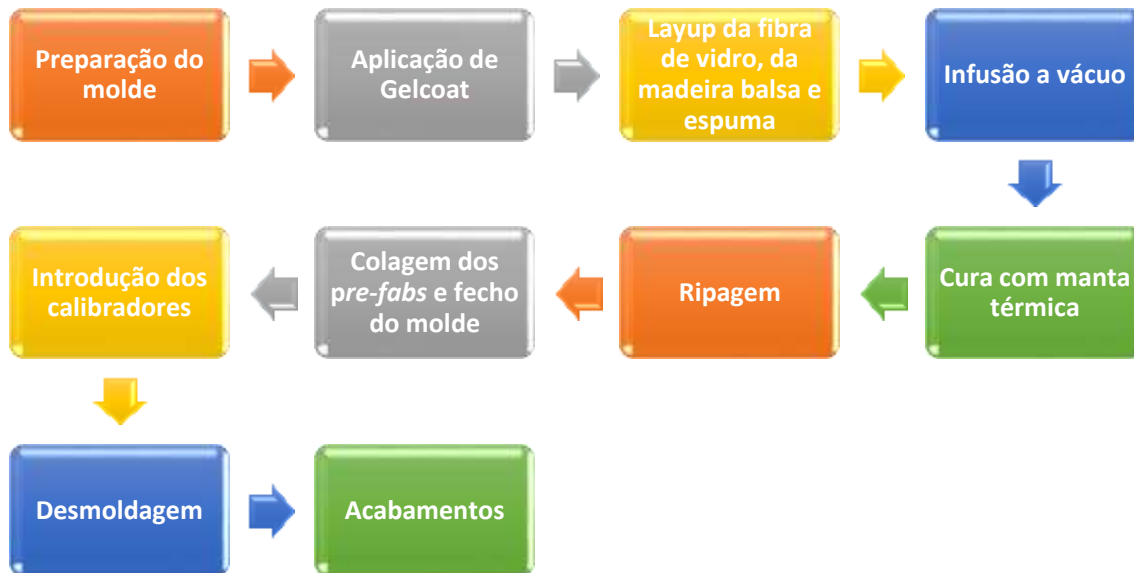 Preparação do
molde
Aplicação de
Gelcoat
Layup da fibra
de vidro, da
madeira balsa e
espuma
Infusão a vácuo
Cura com manta
térmica
Ripagem
Colagem dos
pre-fabs e fecho
do molde
Introdução dos
calibradores
Desmoldagem
Acabamentos